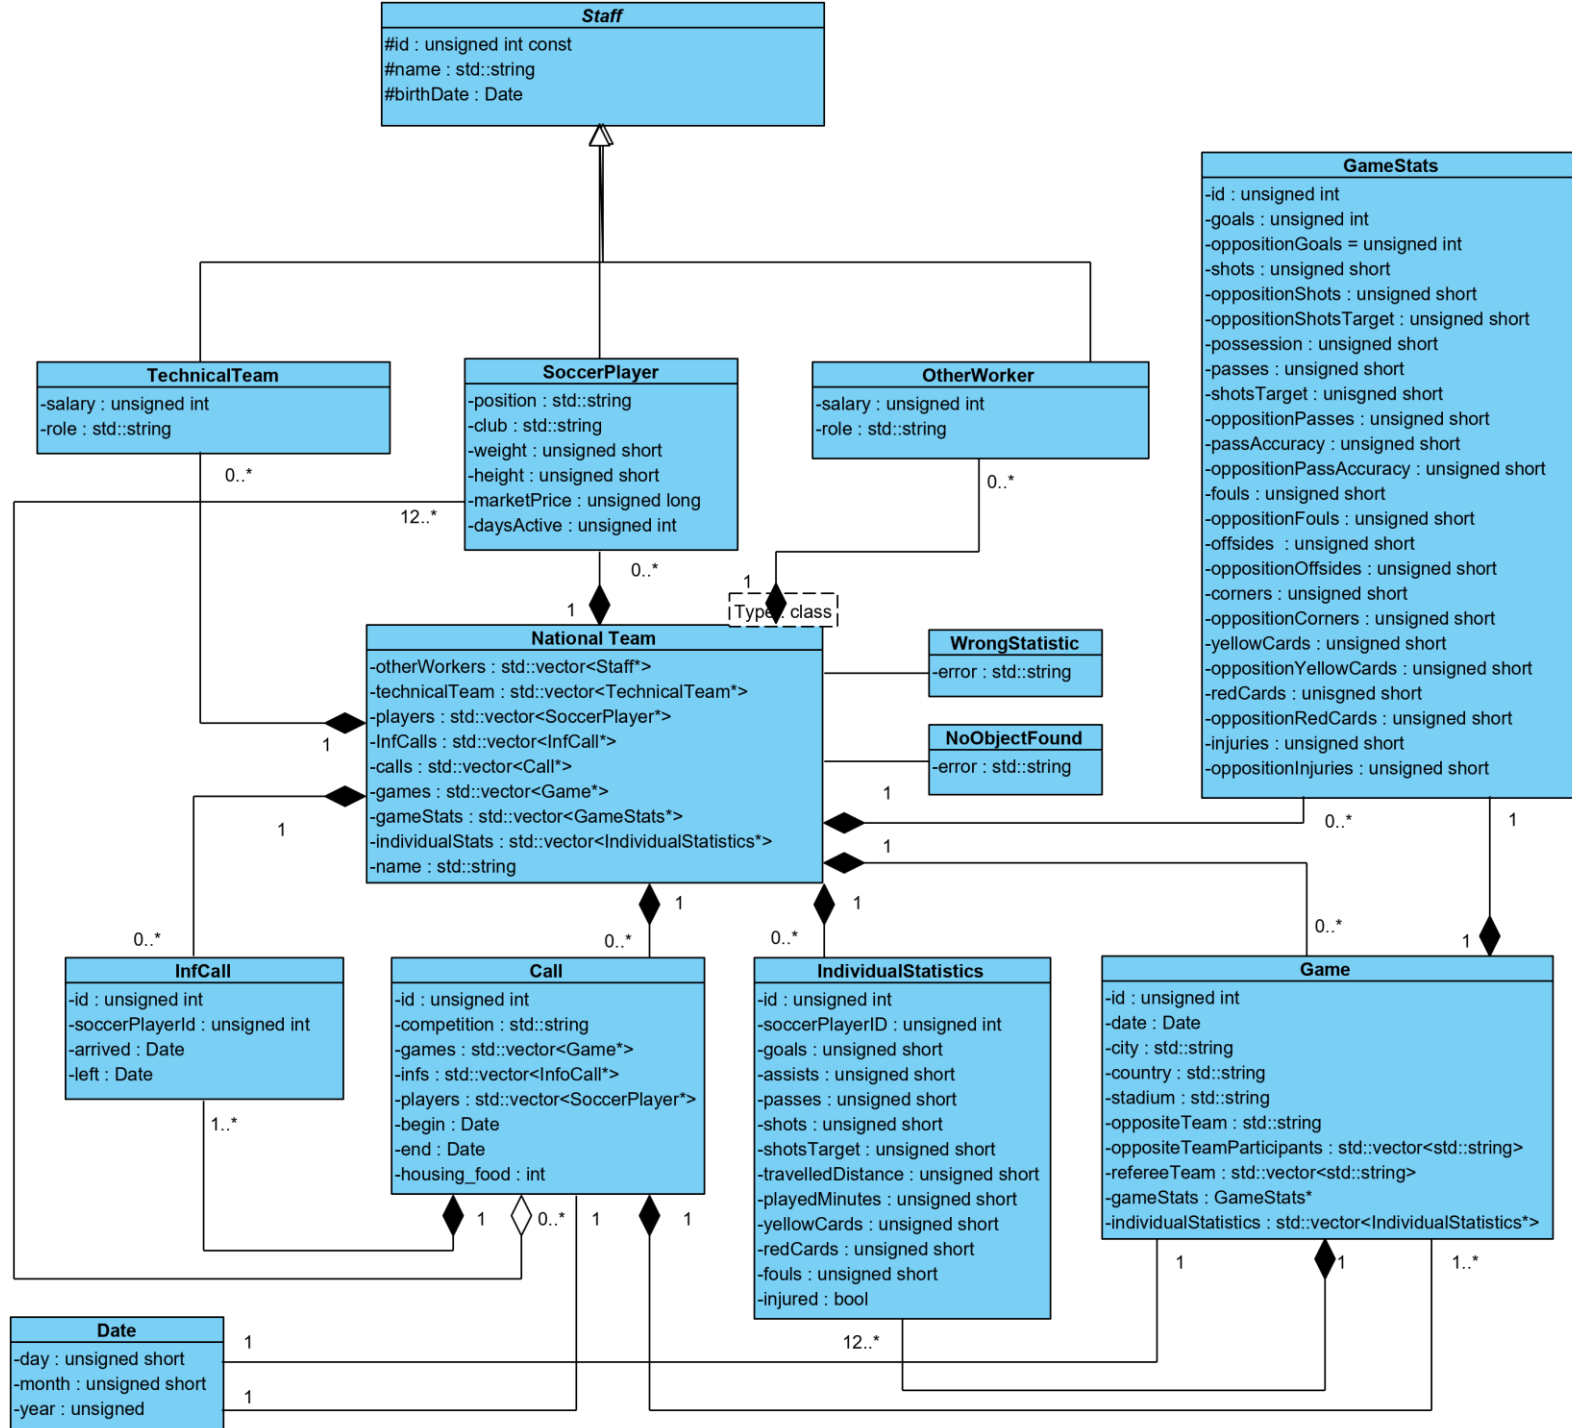 Staff
#id : unsigned int const
#name : std::string
#birthDate : Date
GameStats
-id : unsigned int
-goals : unsigned int
-oppositionGoals = unsigned int
-shots : unsigned short
-oppositionShots : unsigned short
-oppositionShotsTarget : unsigned short
-possession : unsigned short
-passes : unsigned short
-shotsTarget : unisgned short
-oppositionPasses : unsigned short
-passAccuracy : unsigned short
-oppositionPassAccuracy : unsigned short
-fouls : unsigned short
-oppositionFouls : unsigned short
-offsides : unsigned short
-oppositionOffsides : unsigned short
-corners : unsigned short
-oppositionCorners : unsigned short
-yellowCards : unsigned short
-oppositionYellowCards : unsigned short
-redCards : unisgned short
-oppositionRedCards : unsigned short
-injuries : unsigned short
-oppositionInjuries : unsigned short
TechnicalTeam
-salary : unsigned int
-role : std::string
0..*
SoccerPlayer
-position : std::string
-club : std::string
-weight : unsigned short
-height : unsigned short
-marketPrice : unsigned long
-daysActive : unsigned int
12..*
0..*
1
OtherWorker
-salary : unsigned int
-role : std::string
0..*
1
Type : class
National Team
-otherWorkers : std::vector<Staff*>
-technicalTeam : std::vector<TechnicalTeam*>
-players : std::vector<SoccerPlayer*>
-InfCalls : std::vector<InfCall*>
-calls : std::vector<Call*>
-games : std::vector<Game*>
-gameStats : std::vector<GameStats*>
-individualStats : std::vector<IndividualStatistics*>
-name : std::string
WrongStatistic
-error : std::string
NoObjectFound
-error : std::string
1
1
1
0..*
1
1
1
1
0..*
0..*
0..*
0..*
1
InfCall
-id : unsigned int
-soccerPlayerId : unsigned int
-arrived : Date
-left : Date
1..*
Call
-id : unsigned int
-competition : std::string
-games : std::vector<Game*>
-infs : std::vector<InfoCall*>
-players : std::vector<SoccerPlayer*>
-begin : Date
-end : Date
-housing_food : int
1
0..*
1
1
IndividualStatistics
-id : unsigned int
-soccerPlayerID : unsigned int
-goals : unsigned short
-assists : unsigned short
-passes : unsigned short
-shots : unsigned short
-shotsTarget : unsigned short
-travelledDistance : unsigned short
-playedMinutes : unsigned short
-yellowCards : unsigned short
-redCards : unsigned short
-fouls : unsigned short
-injured : bool
12..*
Game
-id : unsigned int
-date : Date
-city : std::string
-country : std::string
-stadium : std::string
-oppositeTeam : std::string
-oppositeTeamParticipants : std::vector<std::string>
-refereeTeam : std::vector<std::string>
-gameStats : GameStats*
-individualStatistics : std::vector<IndividualStatistics*>
1
1
1..*
Date
-day : unsigned short
-month : unsigned short
-year : unsigned
1
1